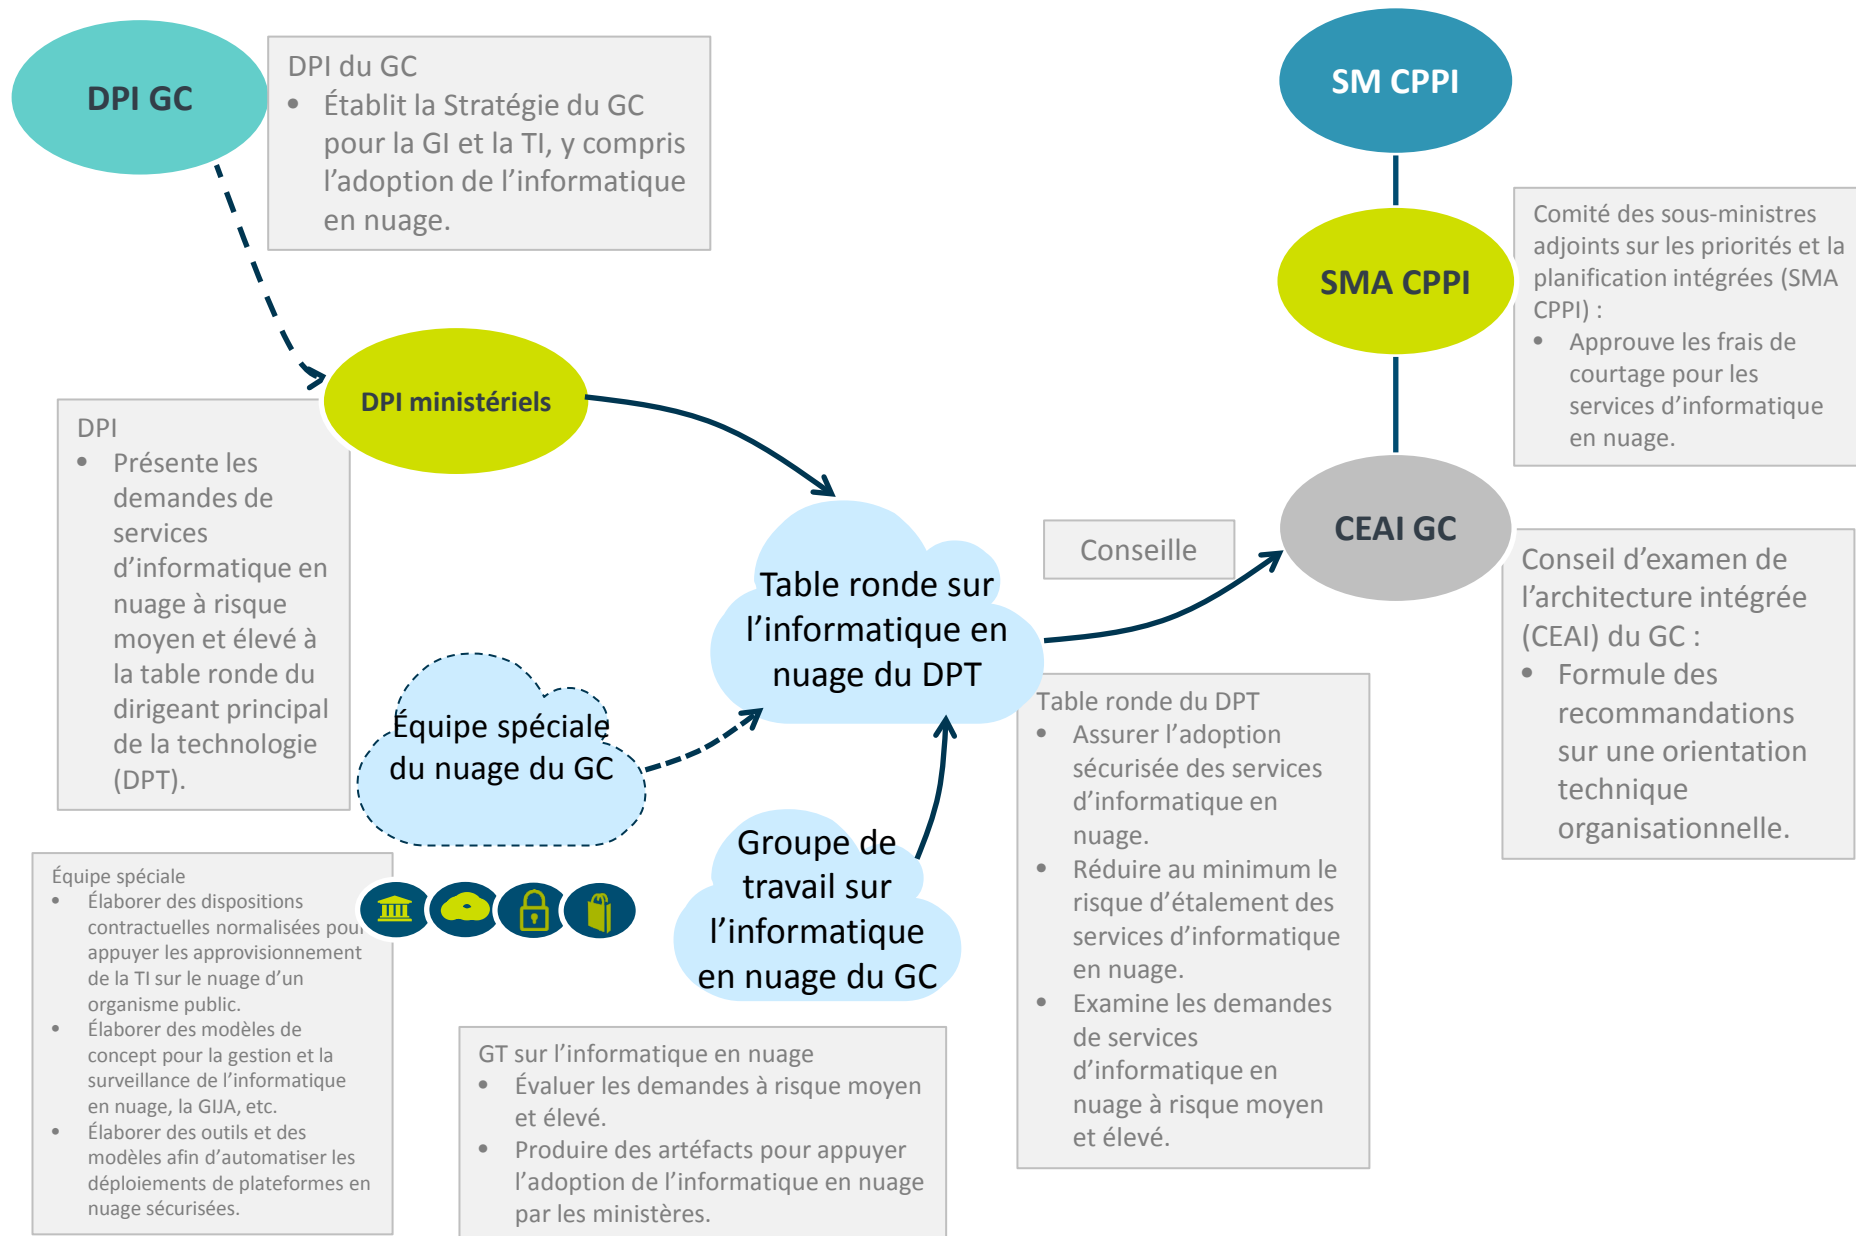 DPI GC
DPI du GC
• Établit la Stratégie du GC
pour la GI et la TI, y compris
l’adoption de l’informatique
en nuage.
SM CPPI
SMA CPPI
Comité des sous-ministres
adjoints sur les priorités et la
planification intégrées (SMA
CPPI) :
• Approuve les frais de
courtage pour les
services d’informatique
en nuage.
DPI ministériels
DPI
• Présente les
demandes de
services
d’informatique en
nuage à risque
moyen et élevé à
la table ronde du
dirigeant principal
de la technologie
(DPT).
Table ronde sur
l’informatique en
nuage du DPT
Conseille
CEAI GC
Conseil d’examen de
l’architecture intégrée
(CEAI) du GC :
• Formule des
recommandations
sur une orientation
technique
organisationnelle.
Équipe spéciale
du nuage du GC
Table ronde du DPT
• Assurer l’adoption
sécurisée des services
d’informatique en
nuage.
• Réduire au minimum le
risque d’étalement des
services d’informatique
en nuage.
• Examine les demandes
de services
d’informatique en
nuage à risque moyen
et élevé.
Groupe de
travail sur
l’informatique
en nuage du GC
Équipe spéciale
• Élaborer des dispositions
contractuelles normalisées pour
appuyer les approvisionnement
de la TI sur le nuage d’un
organisme public.
• Élaborer des modèles de
concept pour la gestion et la
surveillance de l’informatique
en nuage, la GIJA, etc.
• Élaborer des outils et des
modèles afin d’automatiser les
déploiements de plateformes en
nuage sécurisées.
GT sur l’informatique en nuage
• Évaluer les demandes à risque moyen
et élevé.
• Produire des artéfacts pour appuyer
l’adoption de l’informatique en nuage
par les ministères.